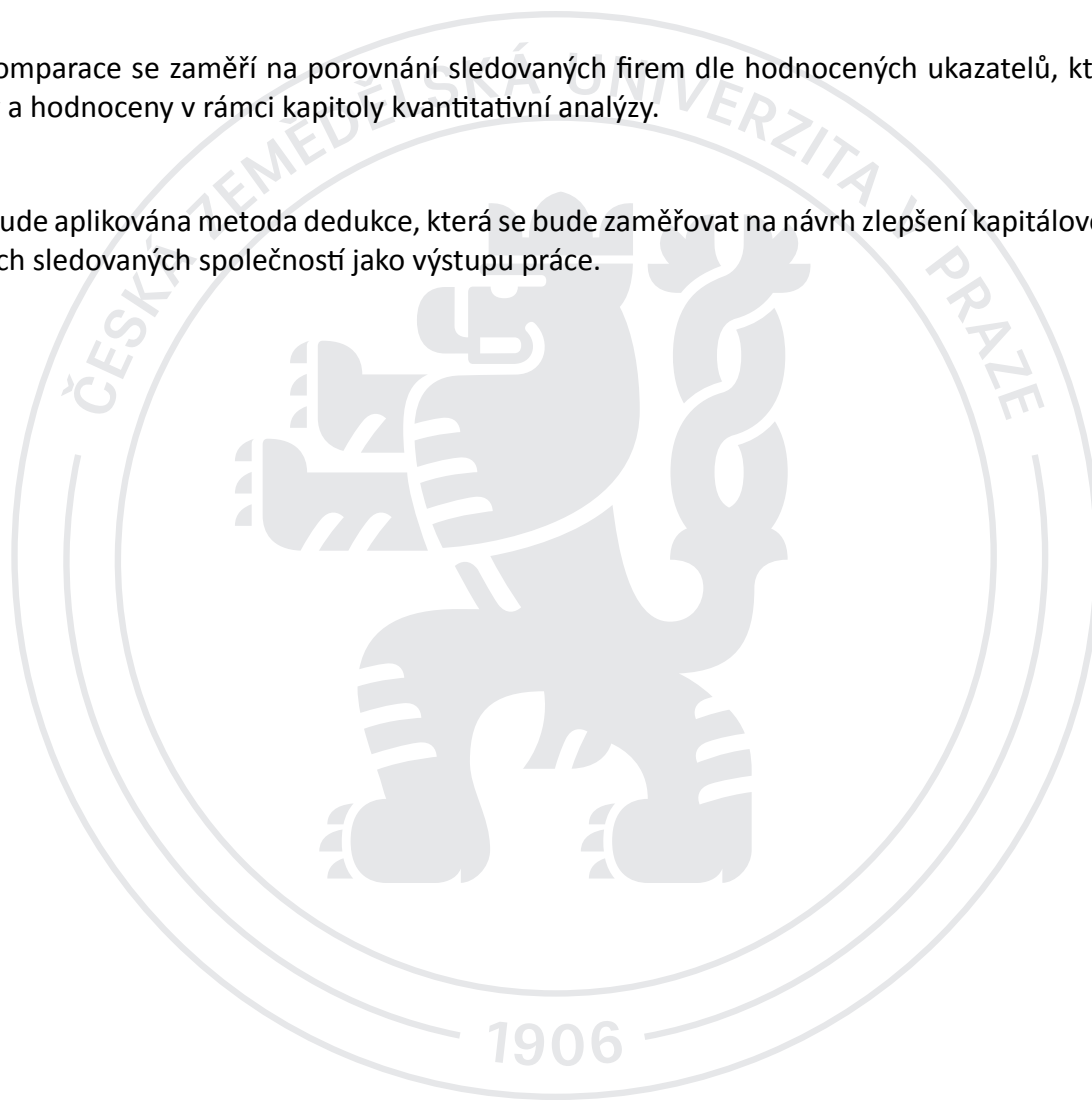 omparace se zaměří na porovnání sledovaných firem dle hodnocených ukazatelů, kt
a hodnoceny v rámci kapitoly kvantitativní analýzy.
ude aplikována metoda dedukce, která se bude zaměřovat na návrh zlepšení kapitálov
ch sledovaných společností jako výstupu práce.
ČESKÁ ZEMĚDĚLSKÁ UNIVERZITA V PRAZE
1906